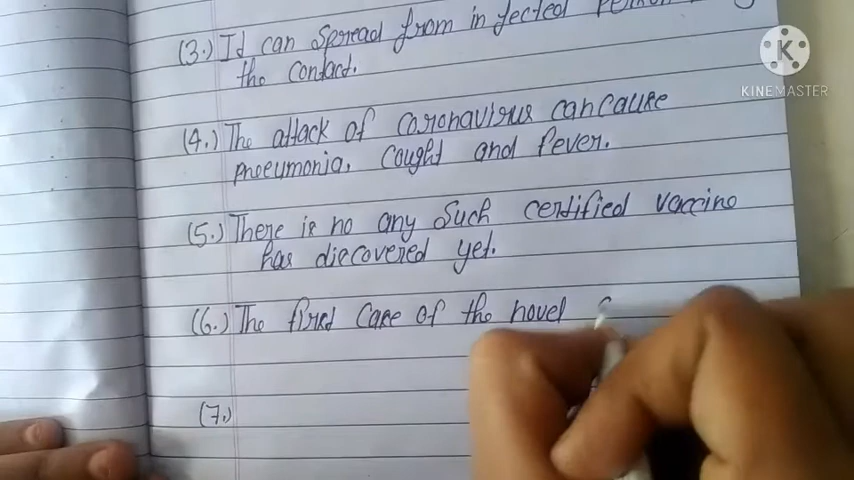 (3.) It can spread from infected
the contact.
(4.) The attack of coronavirus can cause
pneumonia, cought and fever.
(5.) There is no any such certified vaccine
has discovered yet.
(6.) The first case of the novel
(7.)
K
KINEMASTER